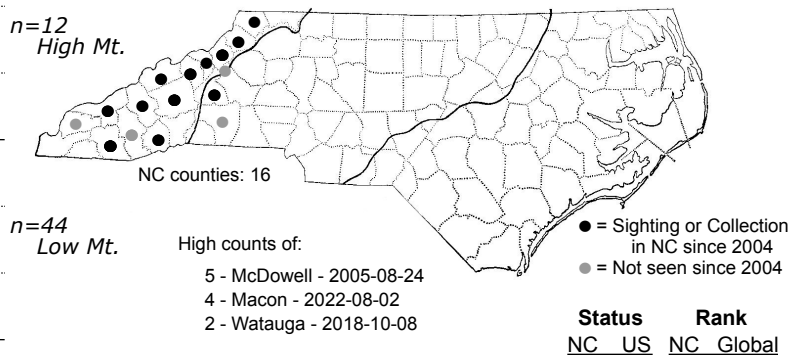 n=12
High Mt.
NC counties: 16
n=44
Low Mt.
High counts of:
5 - McDowell - 2005-08-24
4 - Macon - 2022-08-02
2 - Watauga - 2018-10-08
= Sighting or Collection
in NC since 2004
= Not seen since 2004
Status Rank
NC US NC Global